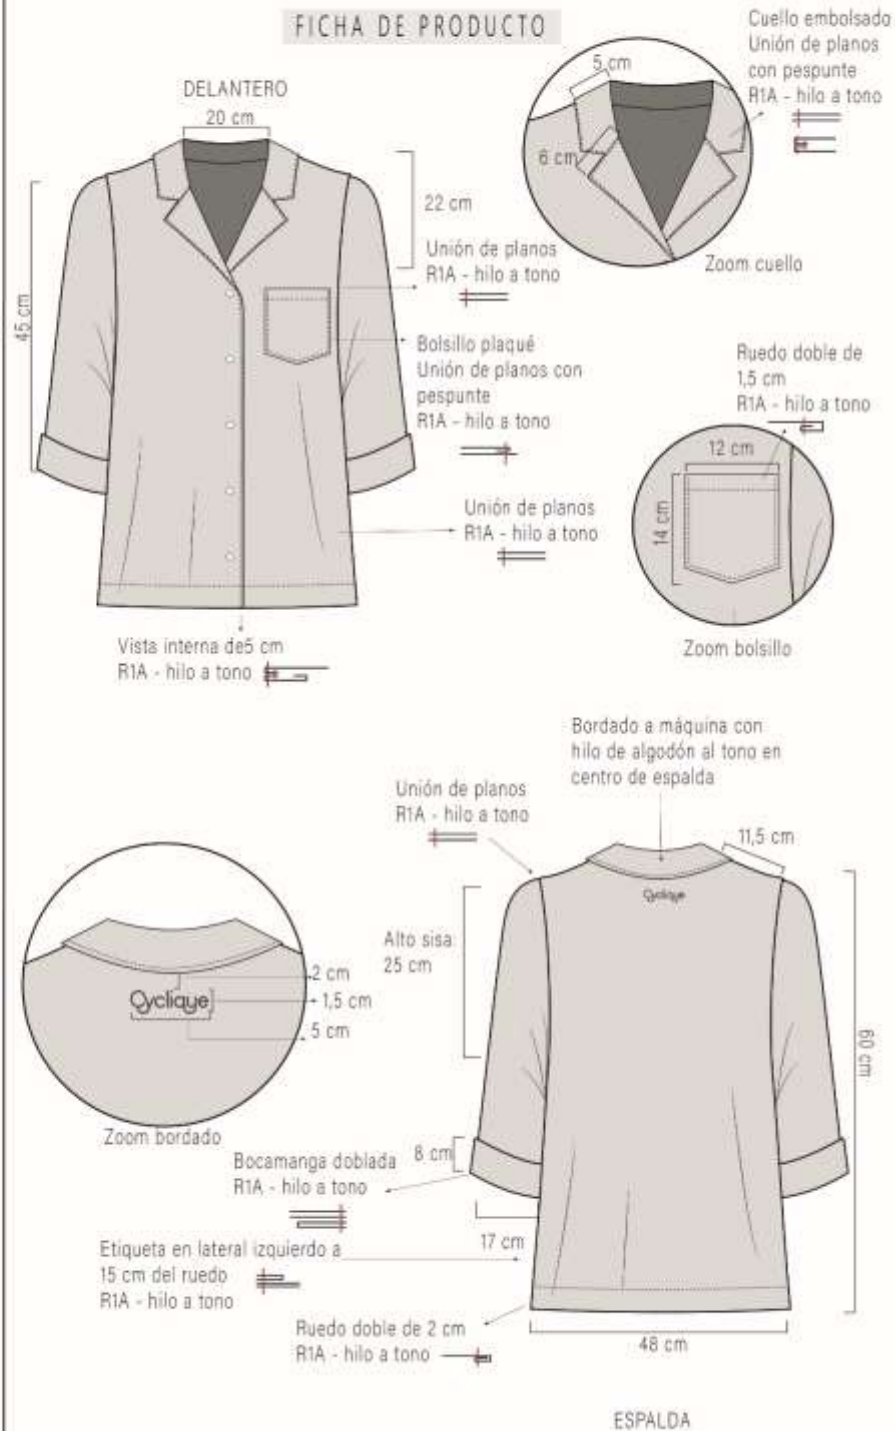 FICHA DE PRODUCTO
Cuello embolsado
Unión de planos
con pespunte
R1A - hilo a tono
DELANTERO
20 cm
5 cm
6 cm
Zoom cuello
22 cm
45 cm
Unión de planos
R1A - hilo a tono
Bolsillo plaqué
Unión de planos con
pespunte
R1A - hilo a tono
Ruedo doble de
1,5 cm
R1A - hilo a tono
12 cm
14 cm
Zoom bolsillo
Unión de planos
R1A - hilo a tono
Vista interna de5 cm
R1A - hilo a tono
Bordado a máquina con
hilo de algodón al tono en
centro de espalda
Unión de planos
R1A - hilo a tono
11,5 cm
Cyclique
Alto sisa
25 cm
60 cm
Cyclique
2 cm
1,5 cm
5 cm
Zoom bordado
Bocamanga doblada
R1A - hilo a tono
8 cm
17 cm
Etiqueta en lateral izquierdo a
15 cm del ruedo
R1A - hilo a tono
Ruedo doble de 2 cm
R1A - hilo a tono
48 cm
ESPALDA